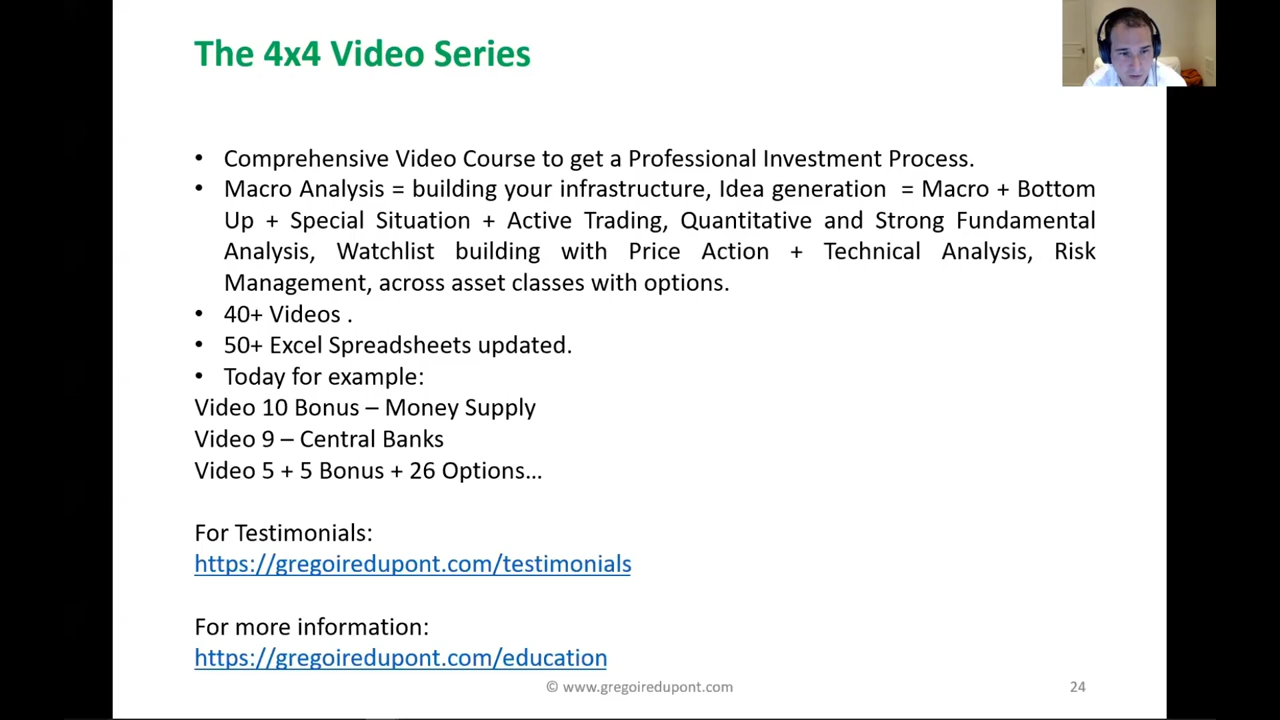 The 4x4 Video Series
• Comprehensive Video Course to get a Professional Investment Process.
• Macro Analysis = building your infrastructure, Idea generation = Macro + Bottom
Up + Special Situation + Active Trading, Quantitative and Strong Fundamental
Analysis, Watchlist building with Price Action + Technical Analysis, Risk
Management, across asset classes with options.
• 40+ Videos .
• 50+ Excel Spreadsheets updated.
• Today for example:
Video 10 Bonus – Money Supply
Video 9 – Central Banks
Video 5 + 5 Bonus + 26 Options…
For Testimonials:
https://gregoiredupont.com/testimonials
For more information:
https://gregoiredupont.com/education
© www.gregoiredupont.com
24